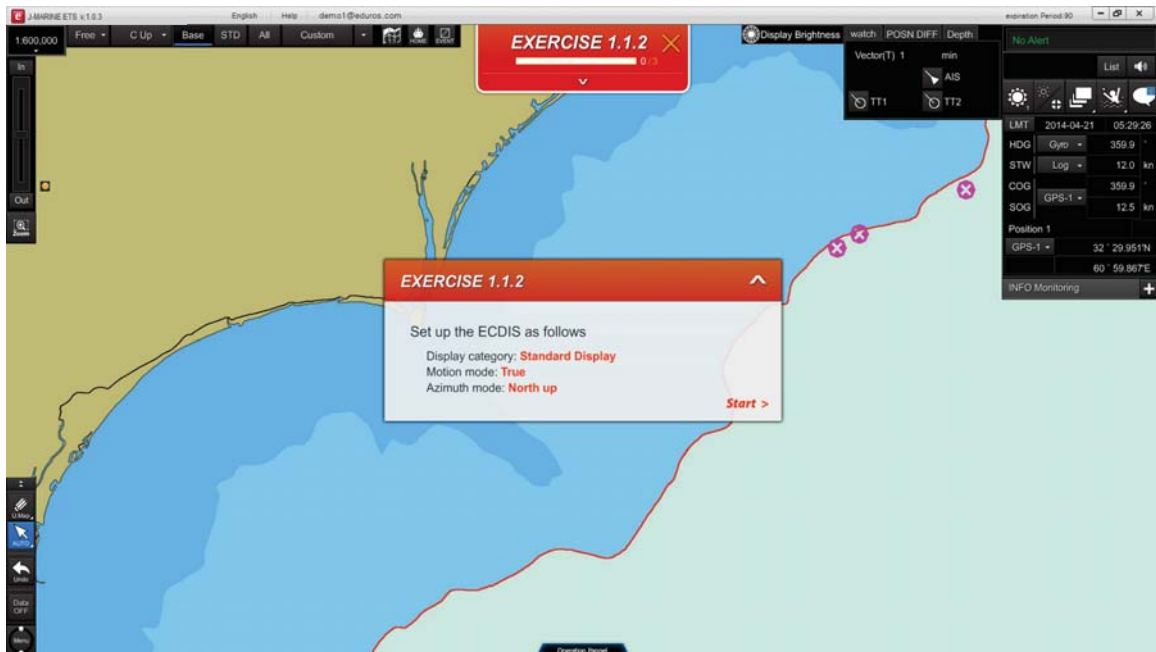 J-MARINE ETS v.1.0.3 English Help demo1@eduros.com expiration Period:90
1:600,000 Free C Up Base STD All Custom HOME EVENT
EXERCISE 1.1.2
0/3
Display Brightness watch POSN DIFF Depth
Vector(T) 1 min
AIS
TT1 TT2
No Alert
List
LMT 2014-04-21 05:29:26
HDG Gyro 359.9 °
STW Log 12.0 kn
COG 359.9 °
GPS-1
SOG 12.5 kn
Position 1
GPS-1 32 ° 29.951'N
60 ° 59.867'E
INFO Monitoring
In
Out
Zoom
EXERCISE 1.1.2
Set up the ECDIS as follows
Display category: Standard Display
Motion mode: True
Azimuth mode: North up
Start >
U.Map
AUTO
Undo
Data
OFF
Menu
Operation Pannel